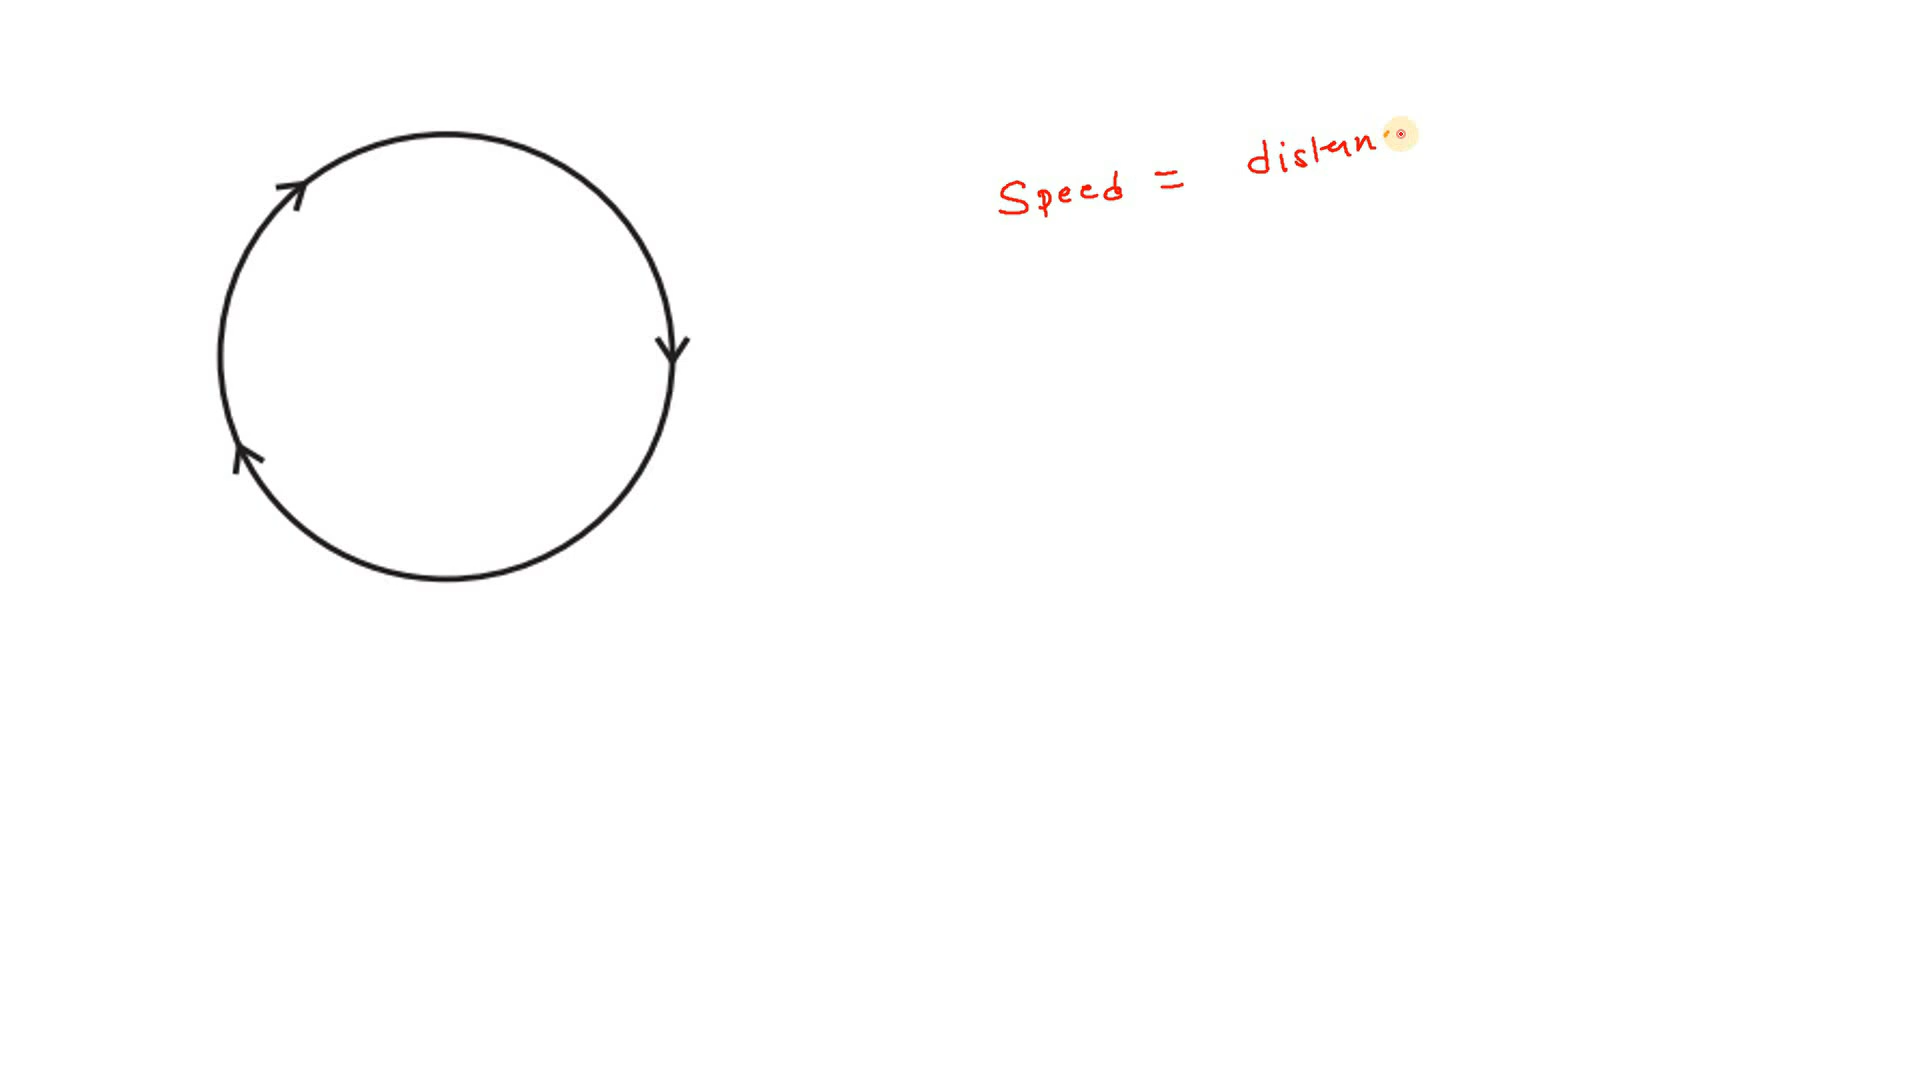 Speed = distan